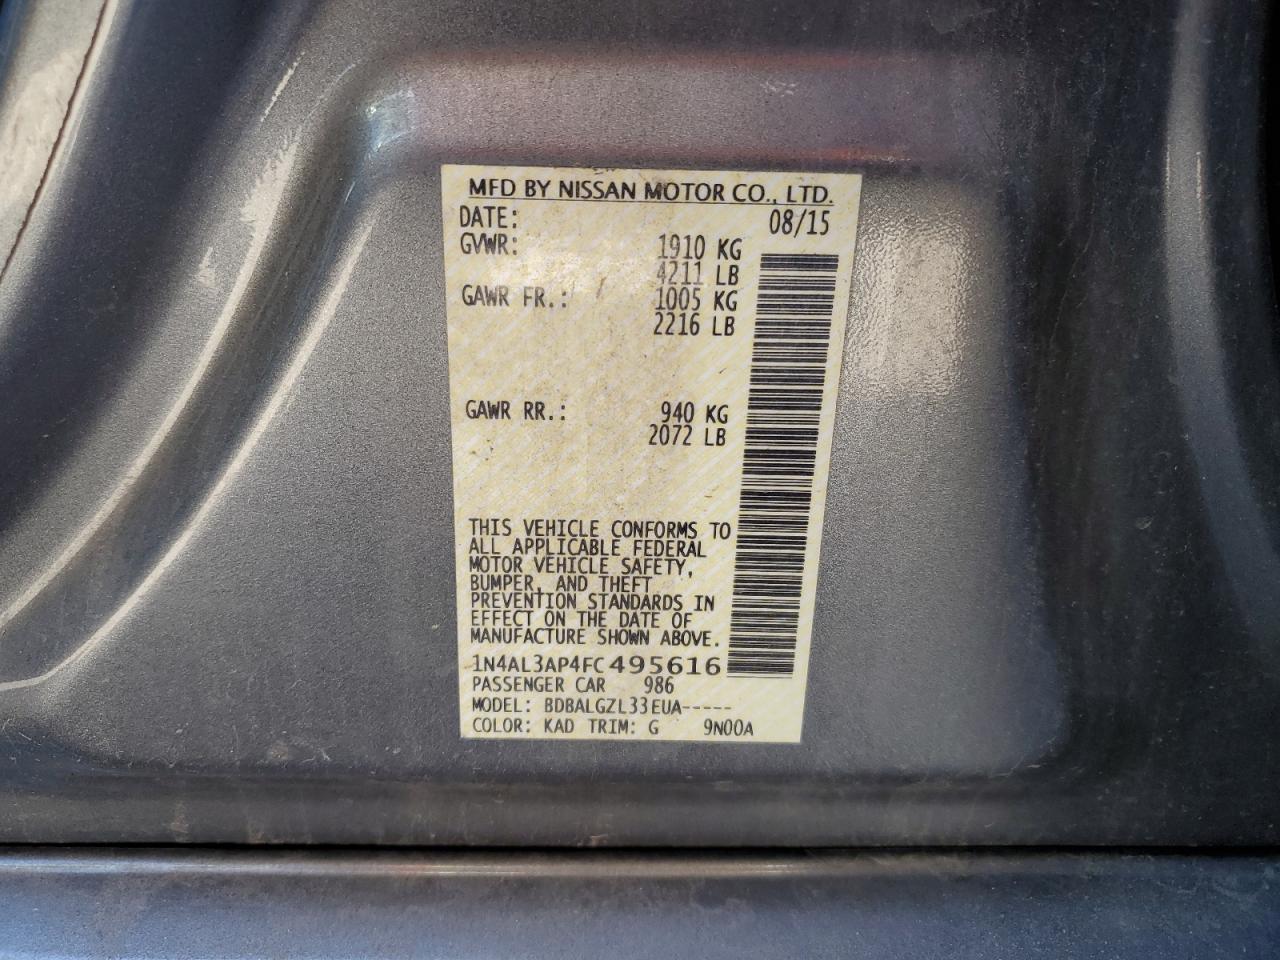 MFD BY NISSAN MOTOR CO., LTD.
DATE: 08/15
GVWR: 1910 KG
4211 LB
GAWR FR.: 1005 KG
2216 LB
GAWR RR.: 940 KG
2072 LB
THIS VEHICLE CONFORMS TO
ALL APPLICABLE FEDERAL
MOTOR VEHICLE SAFETY,
BUMPER, AND THEFT
PREVENTION STANDARDS IN
EFFECT ON THE DATE OF
MANUFACTURE SHOWN ABOVE.
1N4AL3AP4FC495616
PASSENGER CAR 986
MODEL: BDBALGZL33EUA-----
COLOR: KAD TRIM: G 9N00A